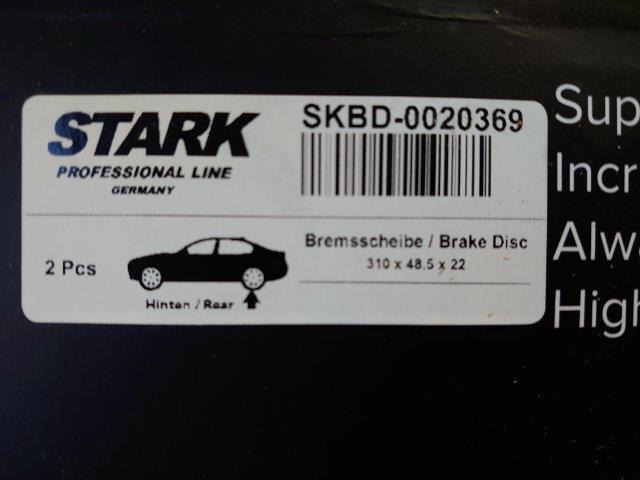 STARK
PROFESSIONAL LINE
GERMANY
SKBD-0020369
2 Pcs
Hinten / Rear
Bremsscheibe / Brake Disc
310 x 48.5 x 22
Sup
Incr
Alwa
High